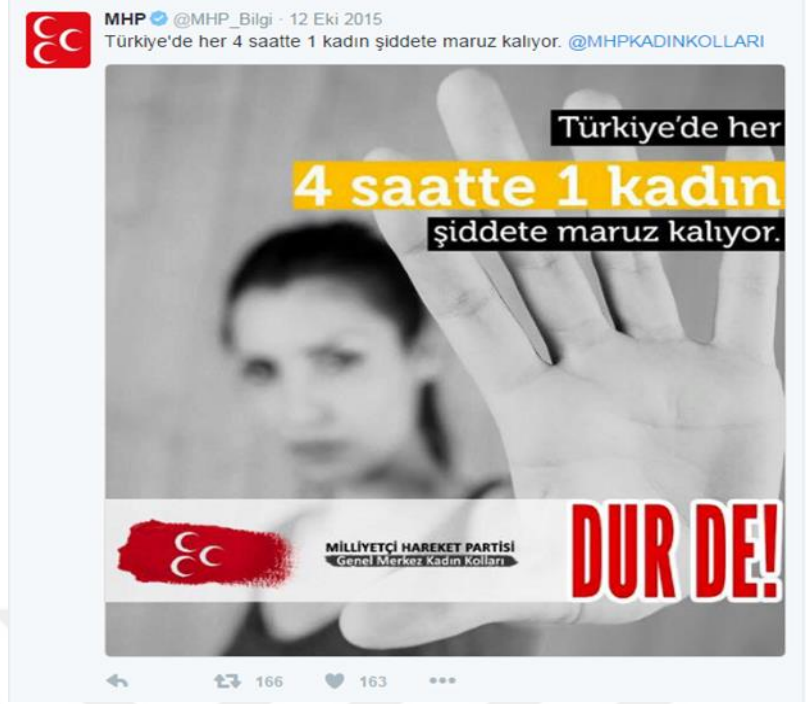 MHP @MHP_Bilgi · 12 Eki 2015
Türkiye'de her 4 saatte 1 kadın şiddete maruz kalıyor. @MHPKADINKOLLARI
Türkiye'de her
4 saatte 1 kadın
şiddete maruz kalıyor.
MİLLİYETÇİ HAREKET PARTİSİ
Genel Merkez Kadın Kolları
DUR DE!
166 163